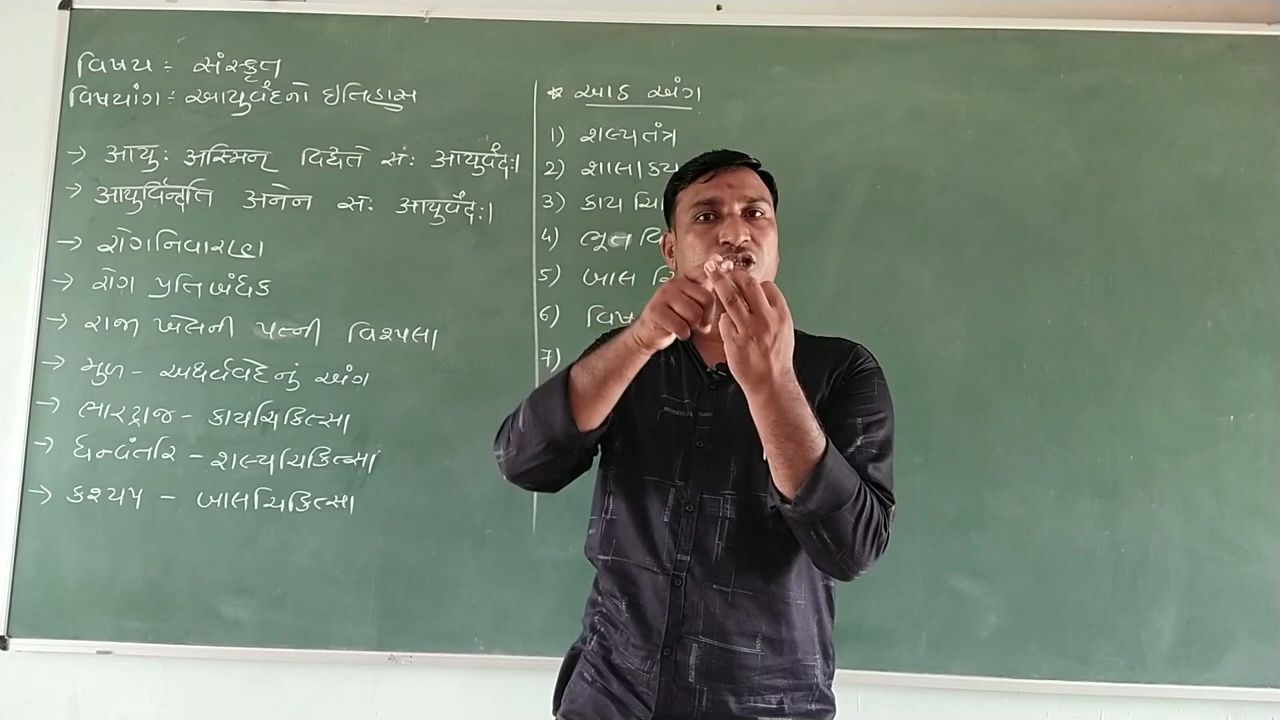 વિષય : સંસ્કૃત
વિષયાંગ : આયુર્વેદનો ઇતિહાસ
→ आयु: अस्मिन् विद्यते स: आयुर्वेद:।
→ आयुर्विन्दति अनेन स: आयुर्वेद:।
→ રોગનિવારણ
→ રોગ પ્રતિબંધક
→ રાજા ખેલની પત્ની વિશ્પલા
→ મુળ - અથર્વવેદનું અંગ
→ ભારદ્વાજ - કાયચિકિત્સા
→ ધન્વંતરિ - શલ્યચિકિત્સા
→ કશ્યપ - બાલચિકિત્સા
* આઠ અંગ
1) શલ્યતંત્ર
2) શાલાક્ય
3) કાય ચિ
4) ભૂત વિ
5) બાલ
6) વિષ
7)